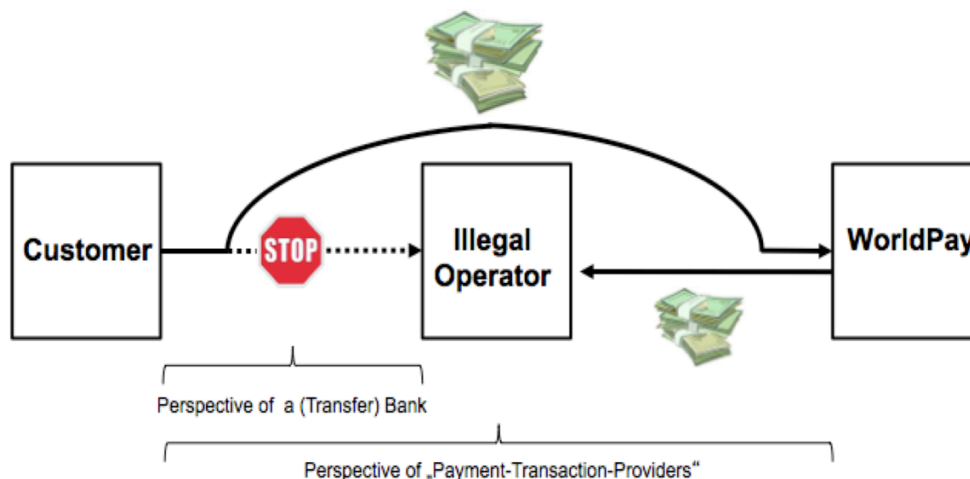 Customer
STOP
Illegal
Operator
WorldPay
Perspective of a (Transfer) Bank
Perspective of „Payment-Transaction-Providers“